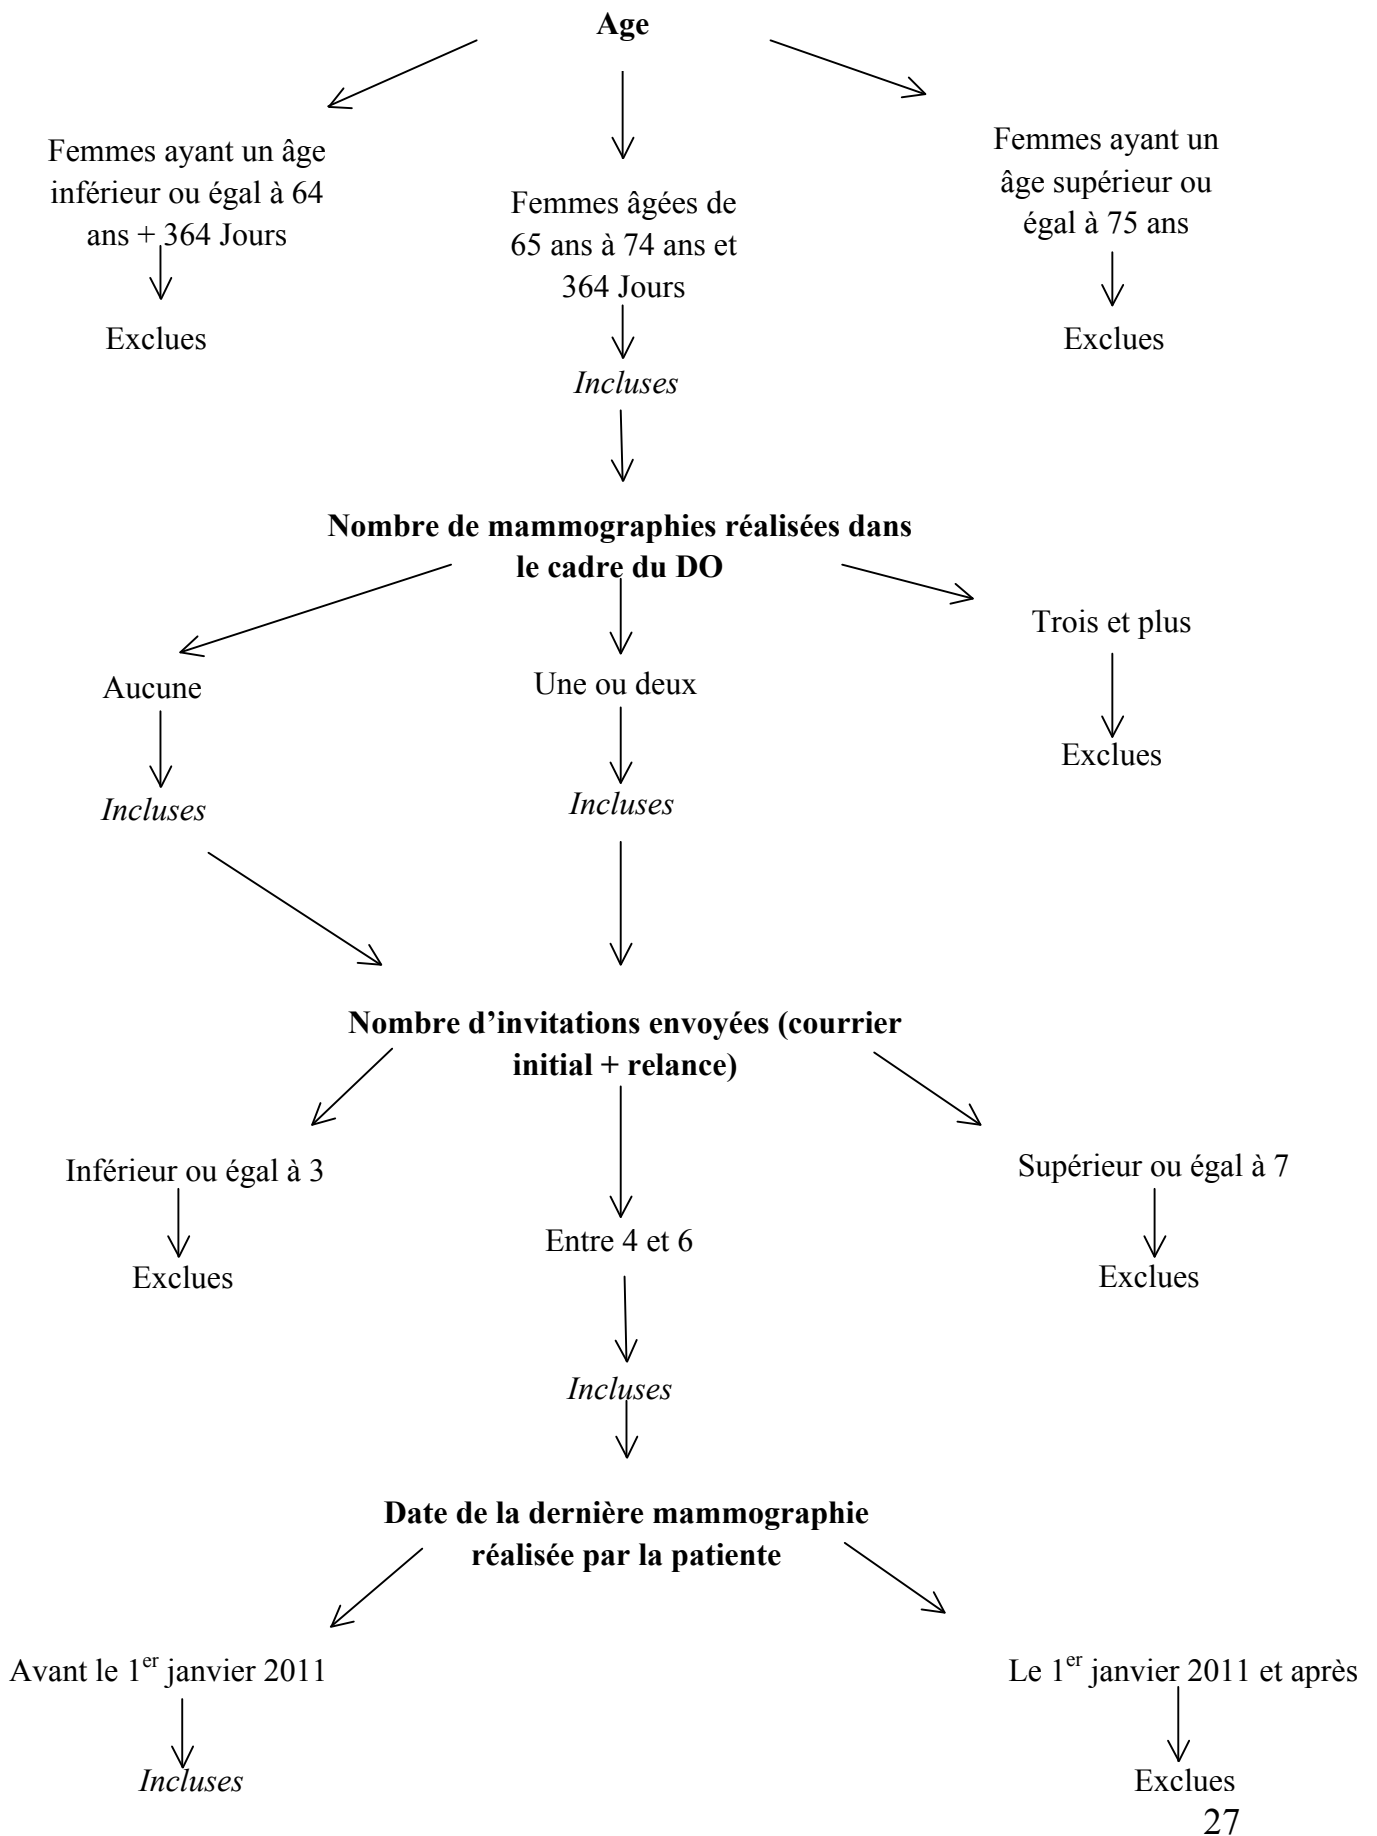 Age
Femmes ayant un âge
inférieur ou égal à 64
ans + 364 Jours
Exclues
Femmes âgées de
65 ans à 74 ans et
364 Jours
Incluses
Femmes ayant un
âge supérieur ou
égal à 75 ans
Exclues
Nombre de mammographies réalisées dans
le cadre du DO
Aucune
Incluses
Une ou deux
Incluses
Trois et plus
Exclues
Nombre d’invitations envoyées (courrier
initial + relance)
Inférieur ou égal à 3
Exclues
Entre 4 et 6
Incluses
Supérieur ou égal à 7
Exclues
Date de la dernière mammographie
réalisée par la patiente
Avant le 1er janvier 2011
Incluses
Le 1er janvier 2011 et après
Exclues
27